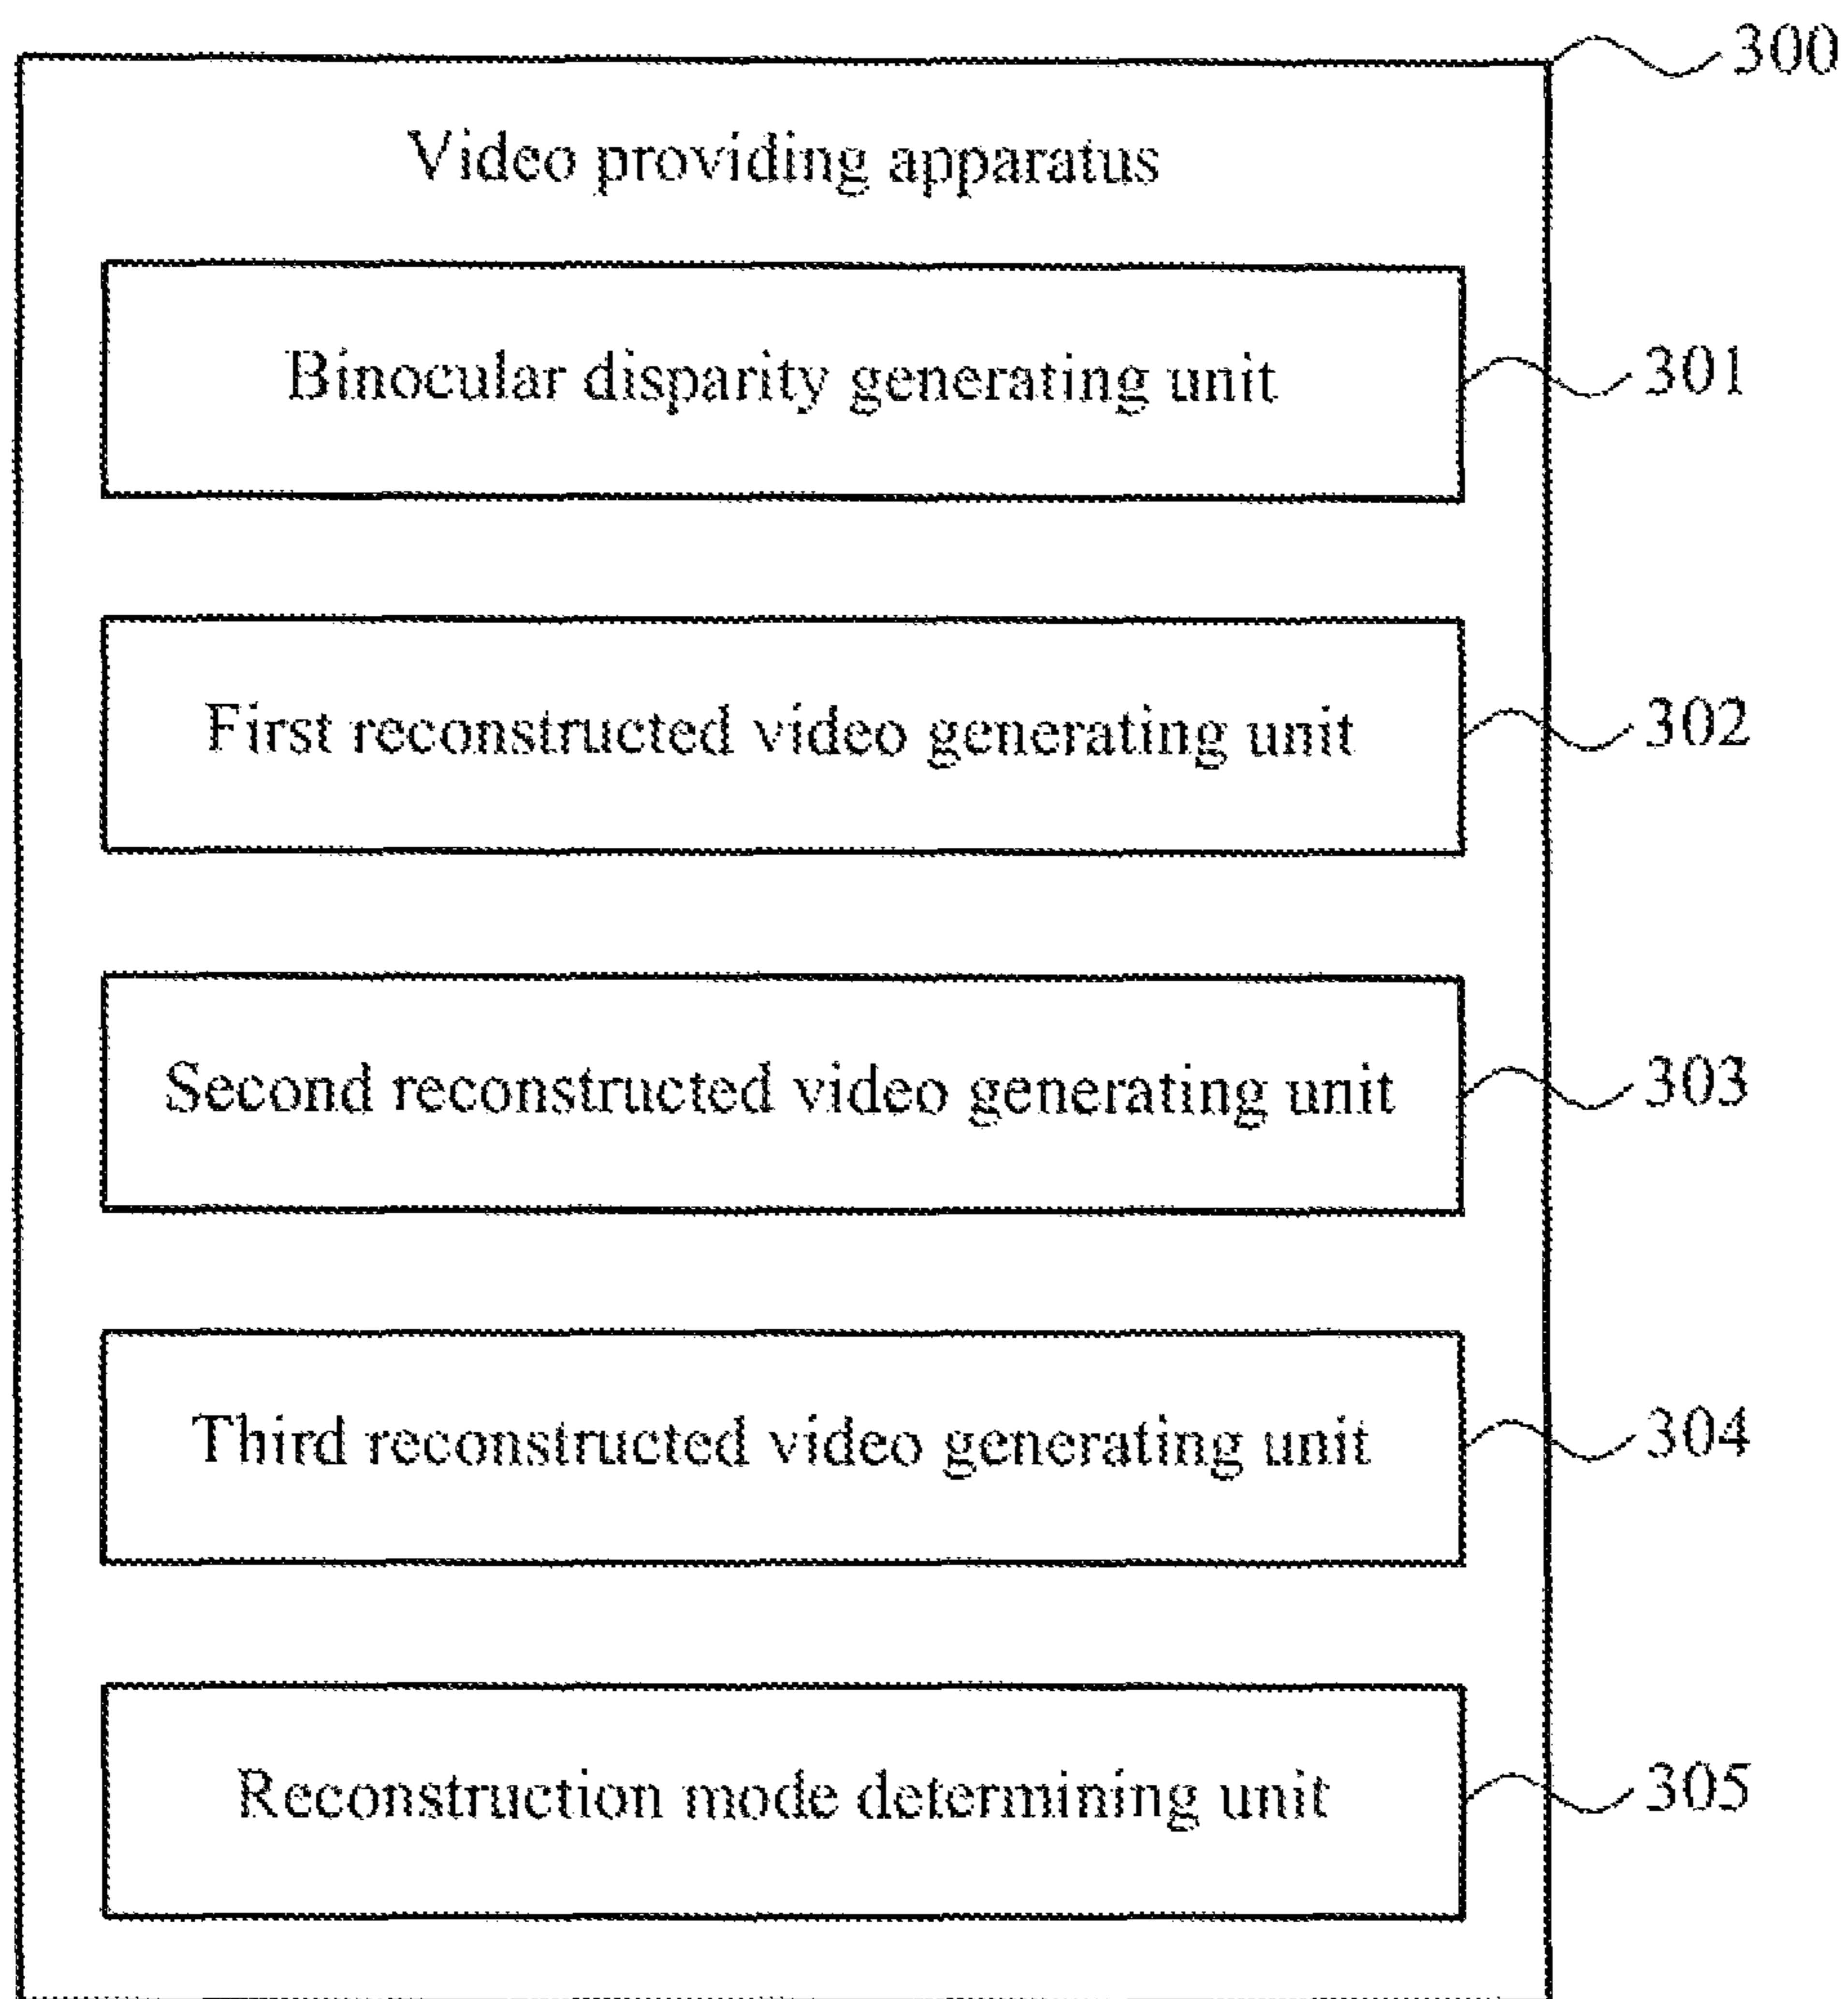 300
Video providing apparatus
Binocular disparity generating unit
301
First reconstructed video generating unit
302
Second reconstructed video generating unit
303
Third reconstructed video generating unit
304
Reconstruction mode determining unit
305